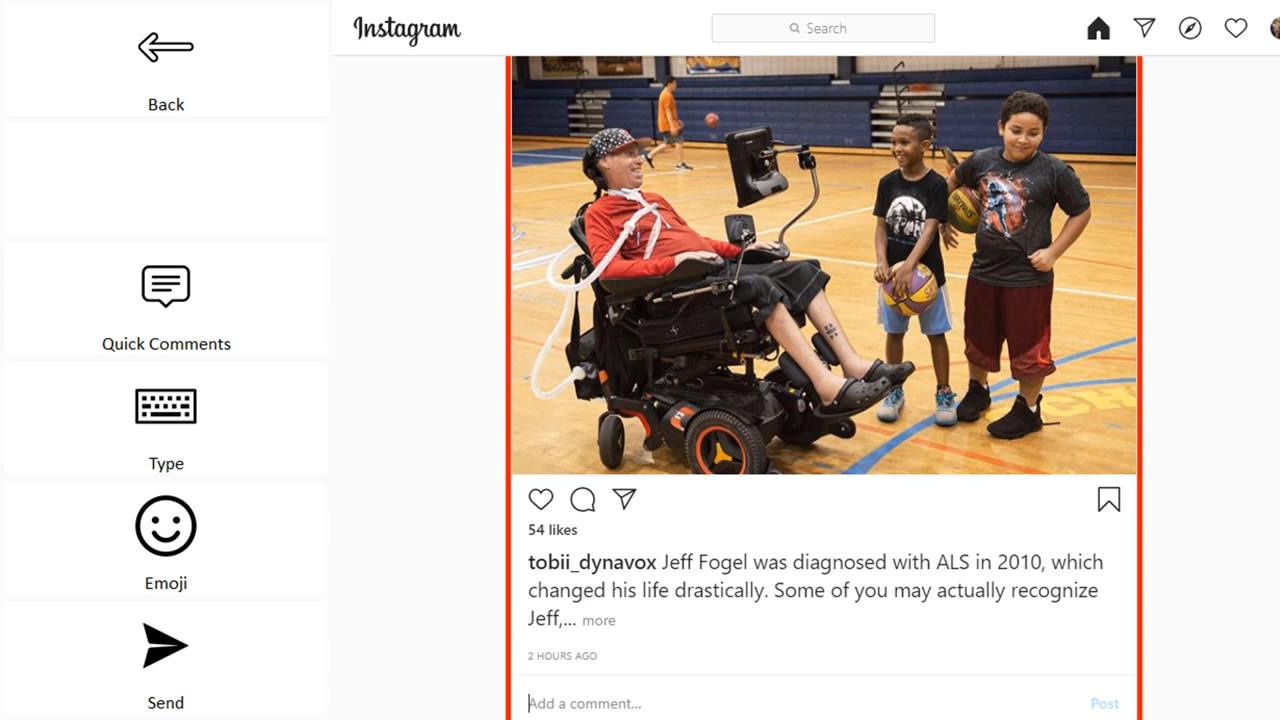 Back
Quick Comments
Type
Emoji
Send
Instagram
Search
54 likes
tobii_dynavox Jeff Fogel was diagnosed with ALS in 2010, which
changed his life drastically. Some of you may actually recognize
Jeff,... more
2 HOURS AGO
Add a comment...
Post